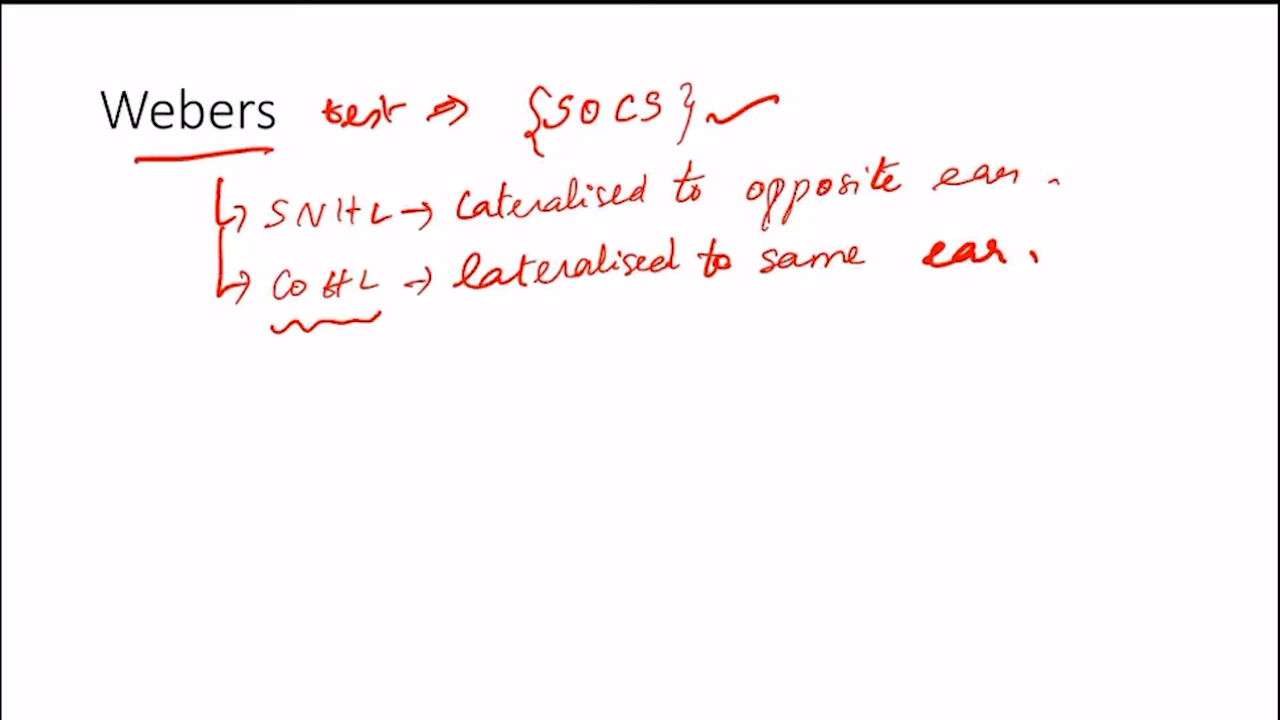 Webers test ⇒ {SOCS} ✓
↳ SNHL → Lateralised to opposite ear.
↳ COHL → lateralised to same ear.